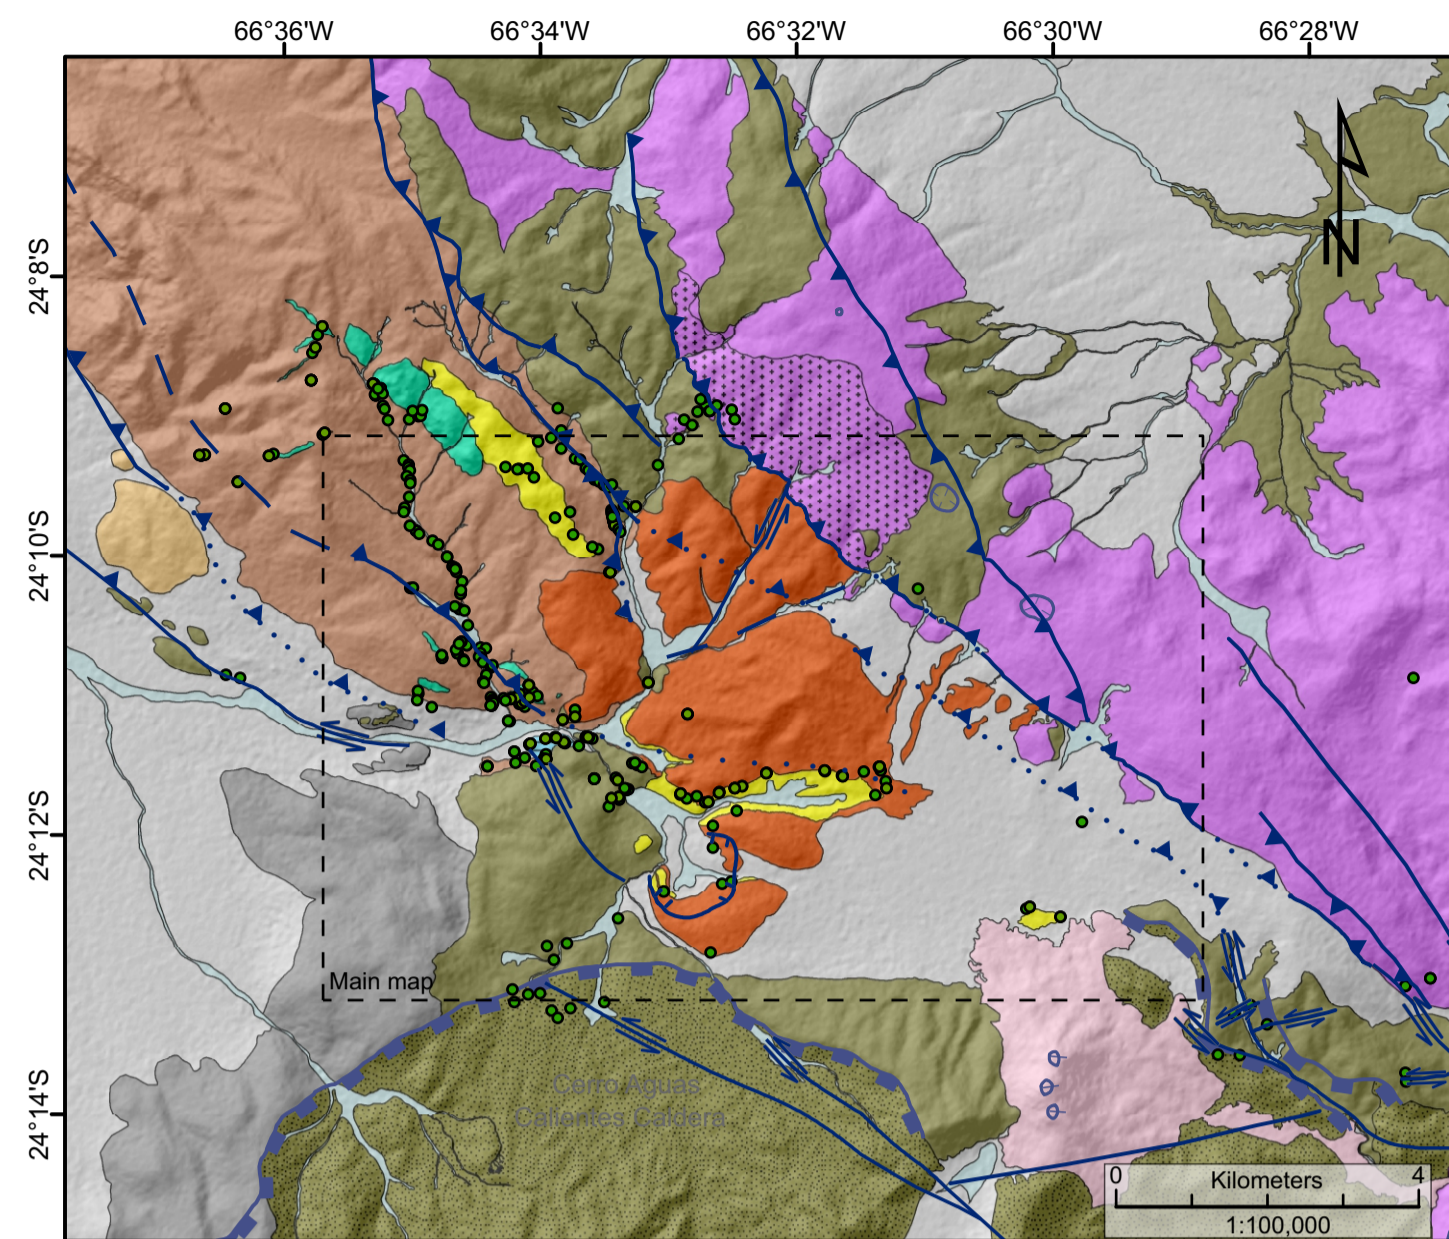 66°36'W 66°34'W 66°32'W 66°30'W 66°28'W
N
24°8'S
24°10'S
24°12'S
Main map
Cerro Aguas
Calientes Caldera
24°14'S
0 Kilometers 4
1:100,000